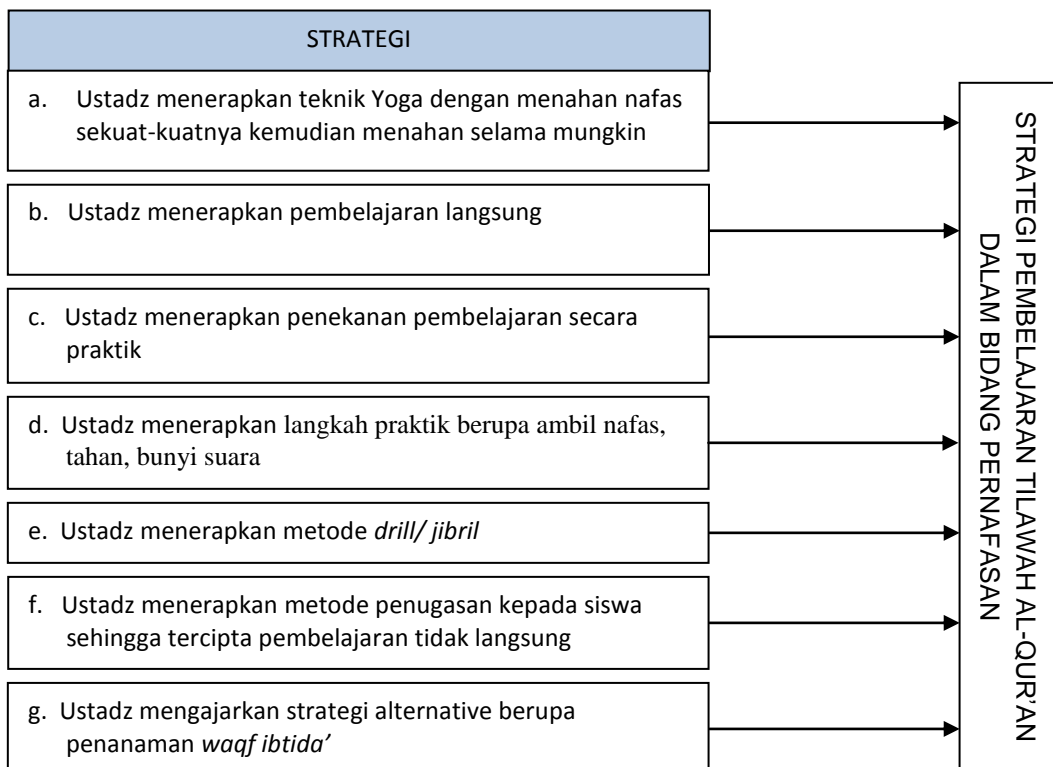 STRATEGI
a. Ustadz menerapkan teknik Yoga dengan menahan nafas
sekuat-kuatnya kemudian menahan selama mungkin
b. Ustadz menerapkan pembelajaran langsung
c. Ustadz menerapkan penekanan pembelajaran secara
praktik
d. Ustadz menerapkan langkah praktik berupa ambil nafas,
tahan, bunyi suara
e. Ustadz menerapkan metode drill/ jibril
f. Ustadz menerapkan metode penugasan kepada siswa
sehingga tercipta pembelajaran tidak langsung
g. Ustadz mengajarkan strategi alternative berupa
penanaman waqf ibtida’
STRATEGI PEMBELAJARAN TILAWAH AL-QUR’AN
DALAM BIDANG PERNAFASAN